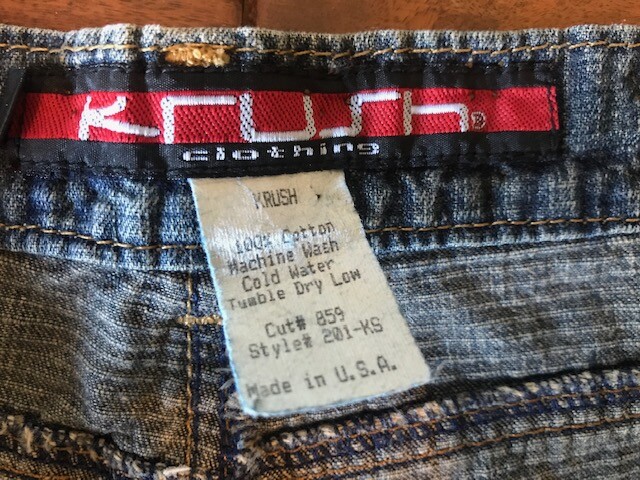 Krush®
clothing
KRUSH
100% Cotton
Machine Wash
Cold Water
Tumble Dry Low
Cut# 859
Style# 201-KS
Made in U.S.A.